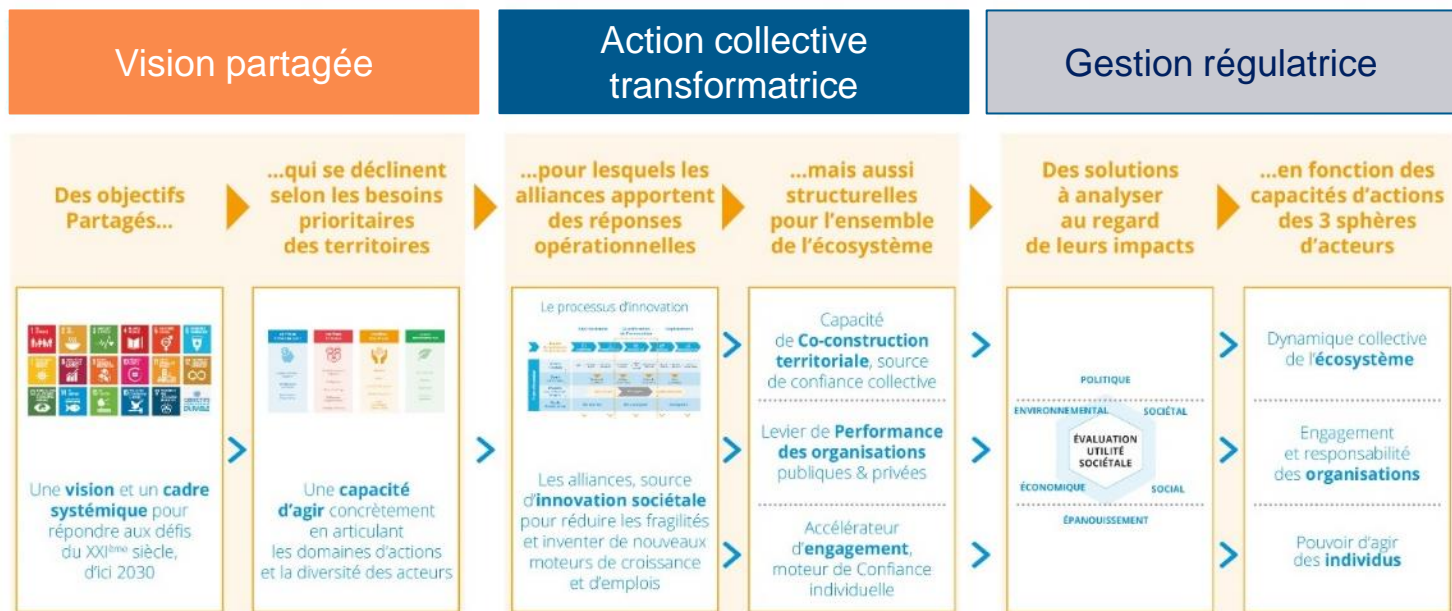 Vision partagée
Action collective
transformatrice
Gestion régulatrice
Des objectifs
Partagés...
...qui se déclinent
selon les besoins
prioritaires
des territoires
...pour lesquels les
alliances apportent
des réponses
opérationnelles
...mais aussi
structurelles
pour l'ensemble
de l'écosystème
Des solutions
à analyser
au regard
de leurs impacts
...en fonction des
capacités d'actions
des 3 sphères
d'acteurs
Une vision et un cadre
systémique pour
répondre aux défis
du XXIème siècle,
d'ici 2030
Une capacité
d'agir concrètement
en articulant
les domaines d'actions
et la diversité des acteurs
Le processus d'innovation
Les alliances, source
d'innovation sociétale
pour réduire les fragilités
et inventer de nouveaux
moteurs de croissance
et d'emplois
Capacité
de Co-construction
territoriale, source
de confiance collective
Levier de Performance
des organisations
publiques & privées
Accélérateur
d'engagement,
moteur de Confiance
individuelle
POLITIQUE
ENVIRONNEMENTAL
SOCIÉTAL
ÉVALUATION
UTILITÉ
SOCIÉTALE
ÉCONOMIQUE
SOCIAL
ÉPANOUISSEMENT
Dynamique collective
de l'écosystème
Engagement
et responsabilité
des organisations
Pouvoir d'agir
des individus